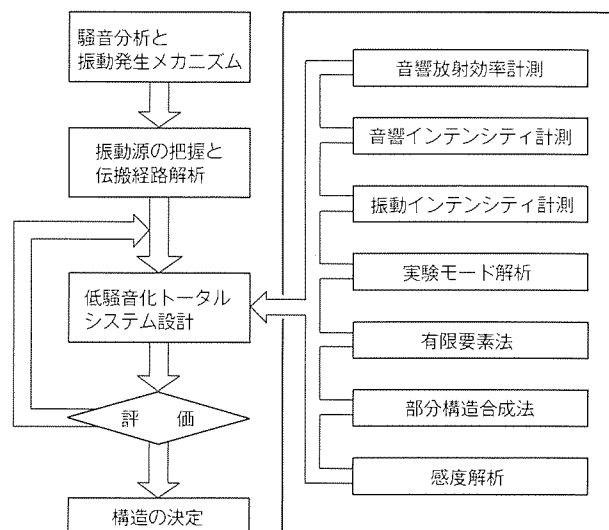 騒音分析と
振動発生メカニズム
振動源の把握と
伝搬経路解析
低騒音化トータル
システム設計
評　価
構造の決定
音響放射効率計測
音響インテンシティ計測
振動インテンシティ計測
実験モード解析
有限要素法
部分構造合成法
感度解析